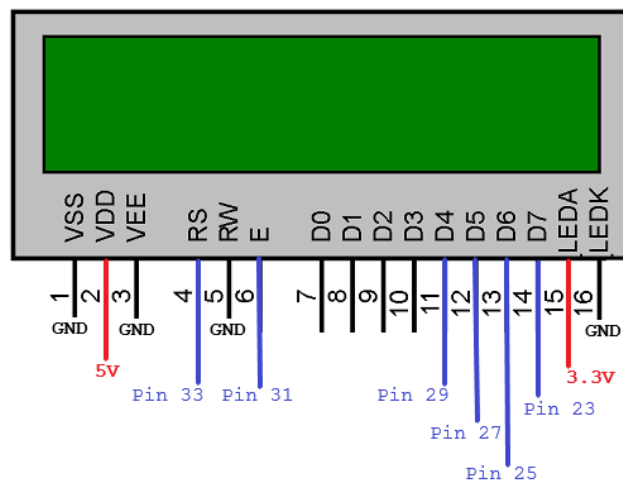 VSS VDD VEE RS RW E D0 D1 D2 D3 D4 D5 D6 D7 LEDA LEDK
1 2 3 4 5 6 7 8 9 10 11 12 13 14 15 16
GND GND GND GND
5V 3.3V
Pin 33 Pin 31 Pin 29 Pin 23
Pin 27
Pin 25